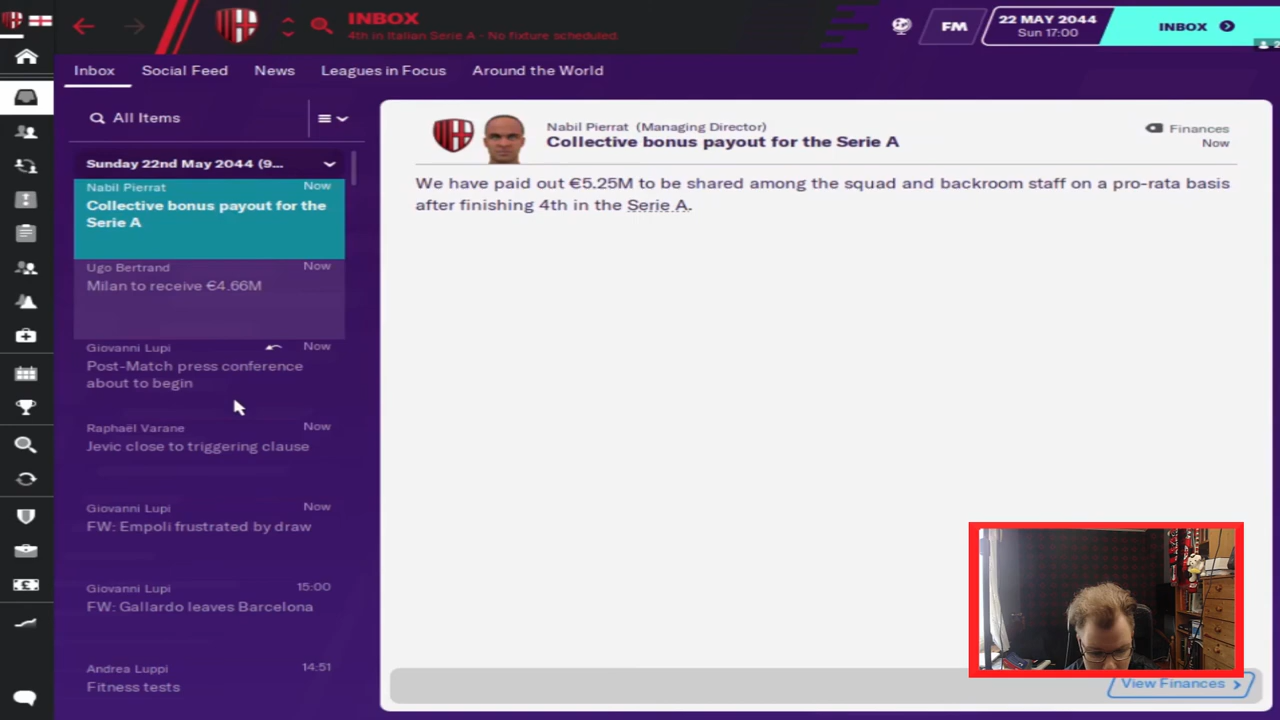 INBOX
4th in Italian Serie A - No fixture scheduled.
FM
22 MAY 2044
Sun 17:00
INBOX
Inbox
Social Feed
News
Leagues in Focus
Around the World
All Items
Sunday 22nd May 2044 (9...
Nabil Pierrat
Now
Collective bonus payout for the
Serie A
Ugo Bertrand
Now
Milan to receive €4.66M
Giovanni Lupi
Now
Post-Match press conference
about to begin
Raphaël Varane
Now
Jevic close to triggering clause
Giovanni Lupi
Now
FW: Empoli frustrated by draw
Giovanni Lupi
15:00
FW: Gallardo leaves Barcelona
Andrea Luppi
14:51
Fitness tests
Nabil Pierrat (Managing Director)
Collective bonus payout for the Serie A
Finances
Now
We have paid out €5.25M to be shared among the squad and backroom staff on a pro-rata basis
after finishing 4th in the Serie A.
View Finances